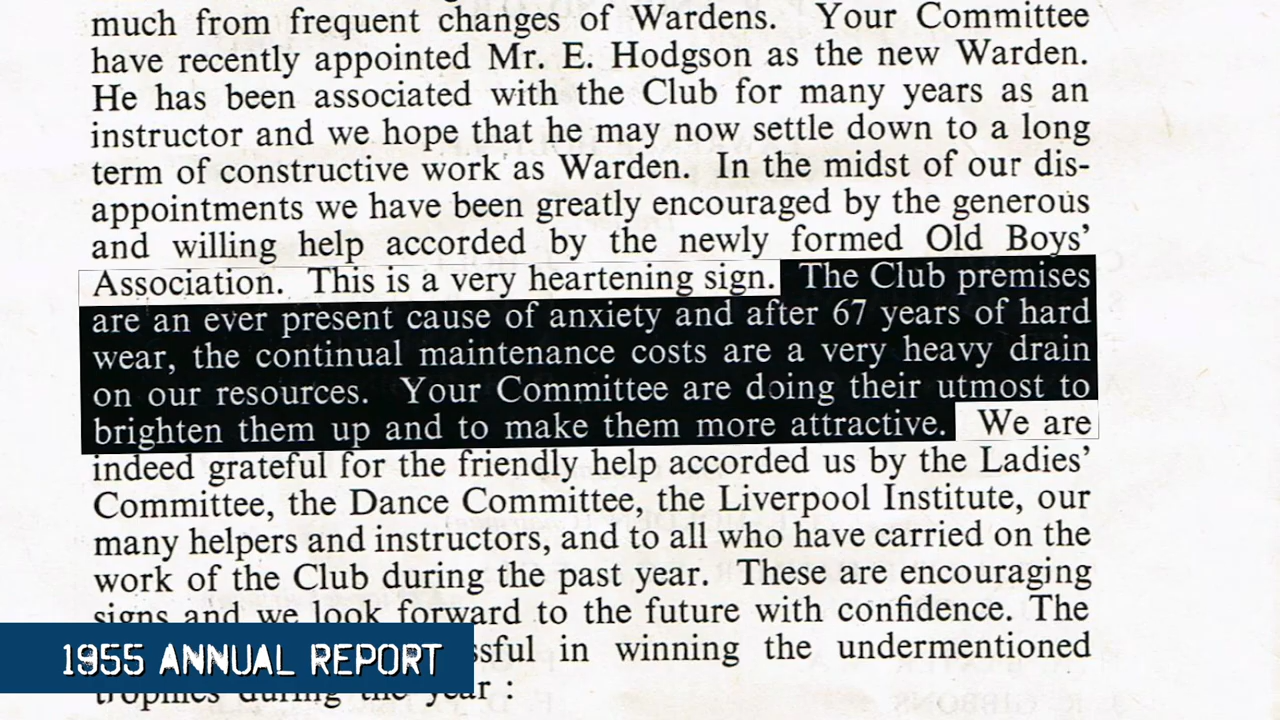 much from frequent changes of Wardens. Your Committee
have recently appointed Mr. E. Hodgson as the new Warden.
He has been associated with the Club for many years as an
instructor and we hope that he may now settle down to a long
term of constructive work as Warden. In the midst of our dis-
appointments we have been greatly encouraged by the generous
and willing help accorded by the newly formed Old Boys'
Association. This is a very heartening sign. The Club premises
are an ever present cause of anxiety and after 67 years of hard
wear, the continual maintenance costs are a very heavy drain
on our resources. Your Committee are doing their utmost to
brighten them up and to make them more attractive. We are
indeed grateful for the friendly help accorded us by the Ladies'
Committee, the Dance Committee, the Liverpool Institute, our
many helpers and instructors, and to all who have carried on the
work of the Club during the past year. These are encouraging
signs and we look forward to the future with confidence. The
ssful in winning the undermentioned
trophies during the year :
1955 ANNUAL REPORT